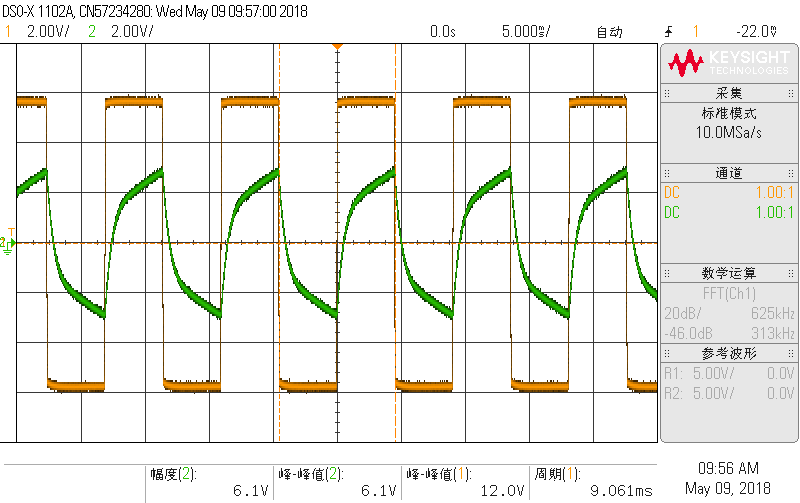 DSO-X 1102A, CN57234280: Wed May 09 09:57:00 2018
1 2.00V/ 2 2.00V/ 0.0s 5.000ms/ 自动 1 -22.0V
KEYSIGHT
TECHNOLOGIES
采集
标准模式
10.0MSa/s
通道
DC 1.00:1
DC 1.00:1
数学运算
FFT(Ch1)
20dB/ 625kHz
-46.0dB 313kHz
参考波形
R1: 5.00V/ 0.0V
R2: 5.00V/ 0.0V
T
2
幅度(2): 峰-峰值(2): 峰-峰值(1): 周期(1):
6.1V 6.1V 12.0V 9.061ms
09:56 AM
May 09, 2018